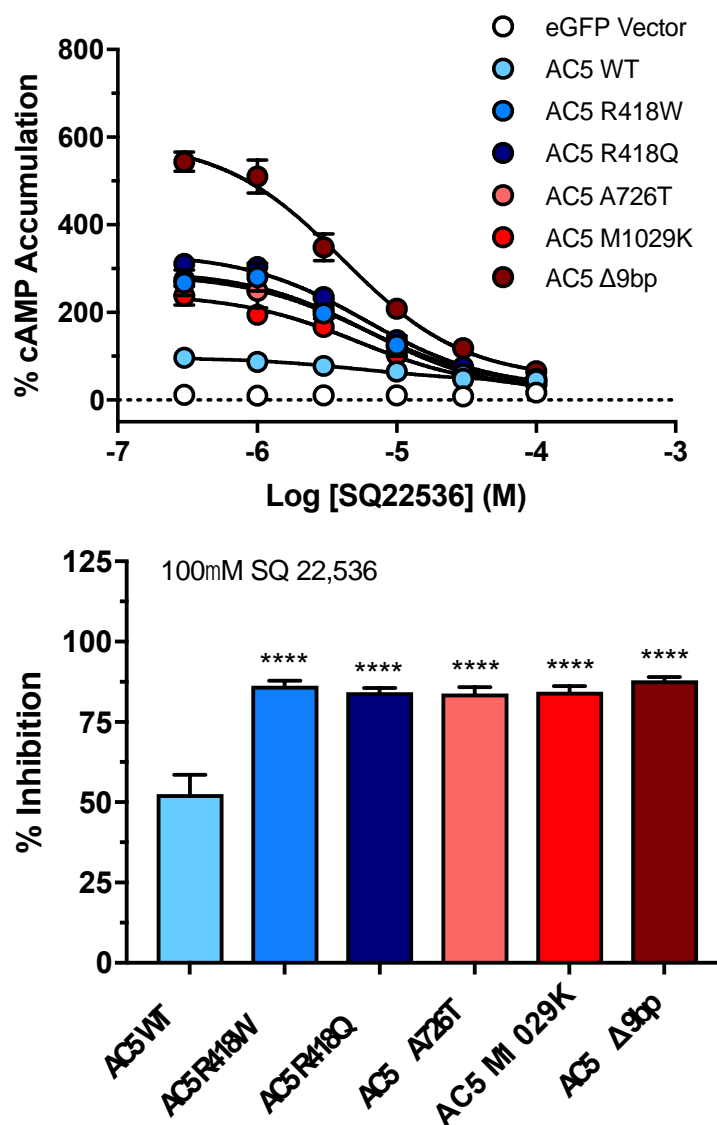 800
600
400
200
0
% cAMP Accumulation
-7
-6
-5
-4
-3
Log [SQ22536] (M)
eGFP Vector
AC5 WT
AC5 R418W
AC5 R418Q
AC5 A726T
AC5 M1029K
AC5 Δ9bp
125
100
75
50
25
0
% Inhibition
100mM SQ 22,536
****
****
****
****
****
AC5 WT
AC5 R418W
AC5 R418Q
AC5 A726T
AC5 M1029K
AC5 Δ9bp